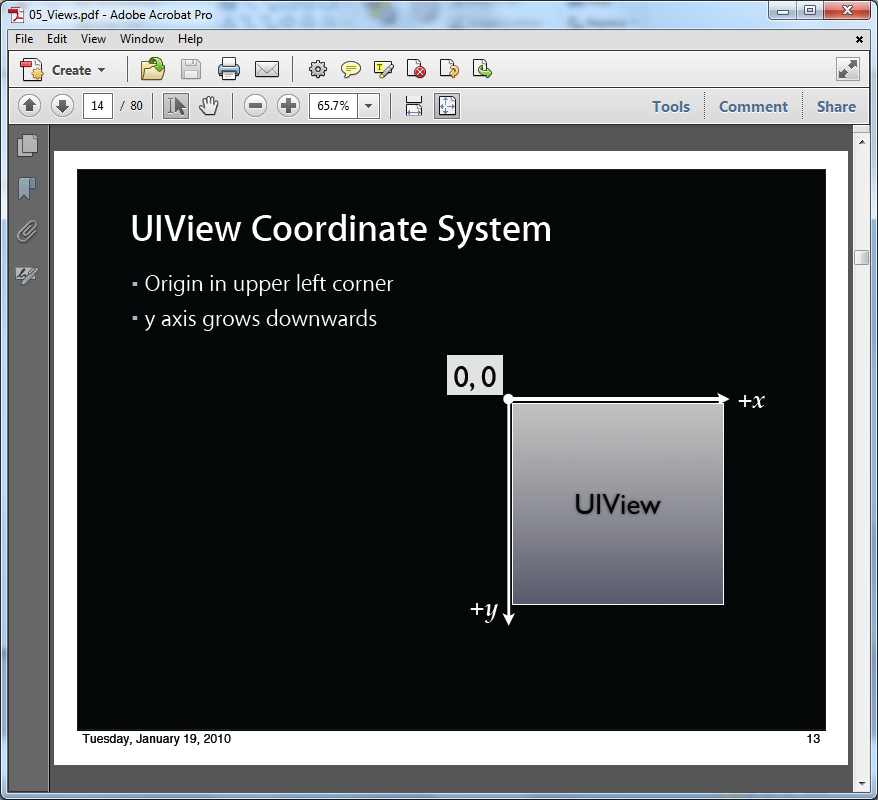 05_Views.pdf - Adobe Acrobat Pro
File Edit View Window Help
Create
14 / 80 65.7% Tools Comment Share
UIView Coordinate System
▪ Origin in upper left corner
▪ y axis grows downwards
0, 0
+x
UIView
+y
Tuesday, January 19, 2010 13